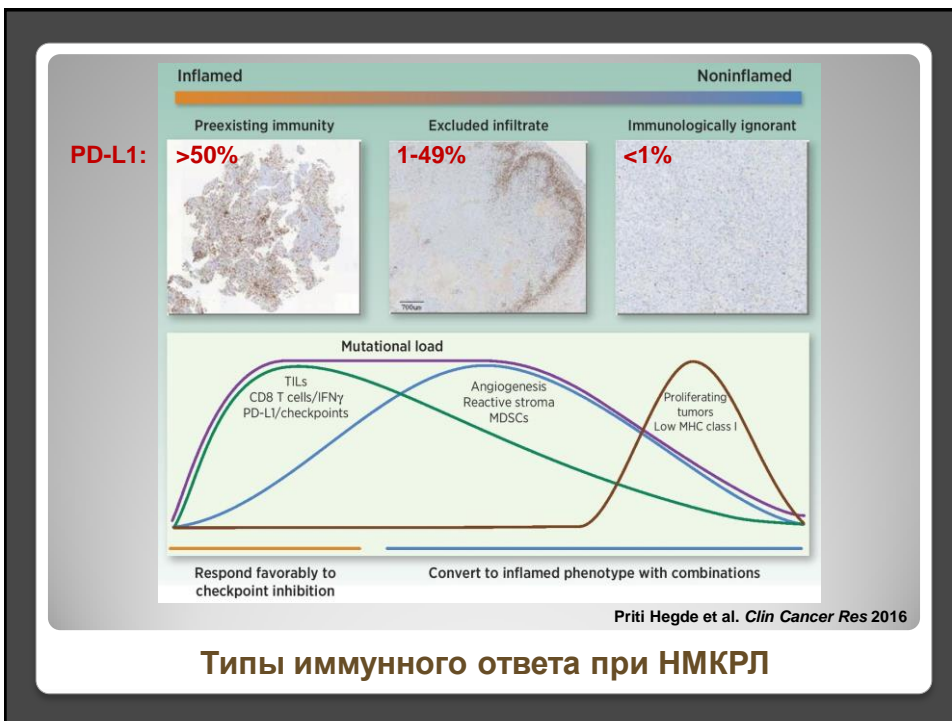 Inflamed Noninflamed
Preexisting immunity Excluded infiltrate Immunologically ignorant
PD-L1: >50% 1-49% <1%
700µm
Mutational load
TILs
CD8 T cells/IFNγ
PD-L1/checkpoints
Angiogenesis
Reactive stroma
MDSCs
Proliferating
tumors
Low MHC class I
Respond favorably to
checkpoint inhibition
Convert to inflamed phenotype with combinations
Priti Hegde et al. Clin Cancer Res 2016
Типы иммунного ответа при НМКРЛ